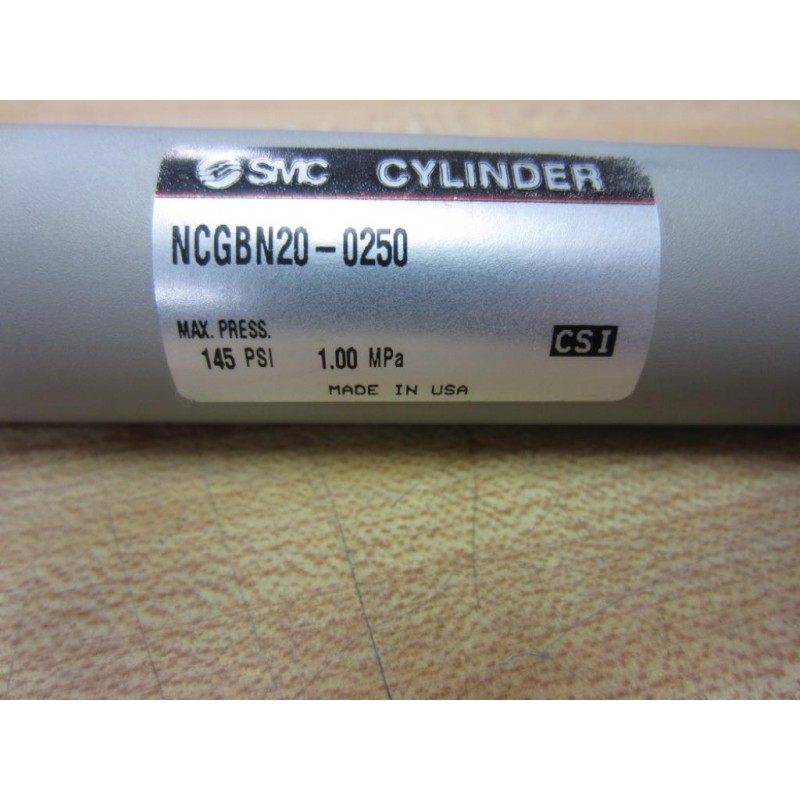 SMC CYLINDER
NCGBN20-0250
MAX. PRESS.
145 PSI 1.00 MPa
CSI
MADE IN USA